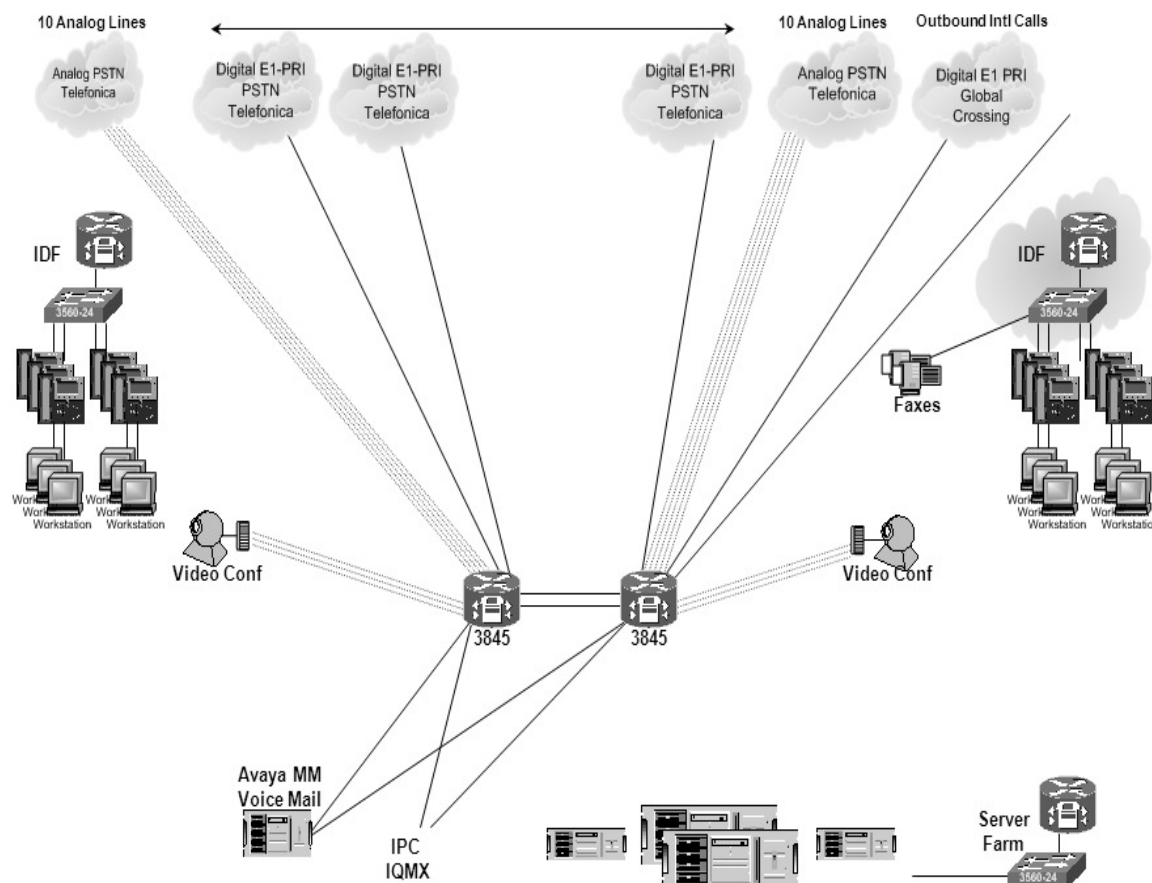 10 Analog Lines
10 Analog Lines
Outbound Intl Calls
Analog PSTN
Telefonica
Digital E1-PRI
PSTN
Telefonica
Digital E1-PRI
PSTN
Telefonica
Digital E1-PRI
PSTN
Telefonica
Analog PSTN
Telefonica
Digital E1 PRI
Global
Crossing
IDF
3560-24
Workstation
IDF
3560-24
Faxes
Workstation
Video Conf
Video Conf
3845
3845
Avaya MM
Voice Mail
IPC
IQMX
Server
Farm
3560-24